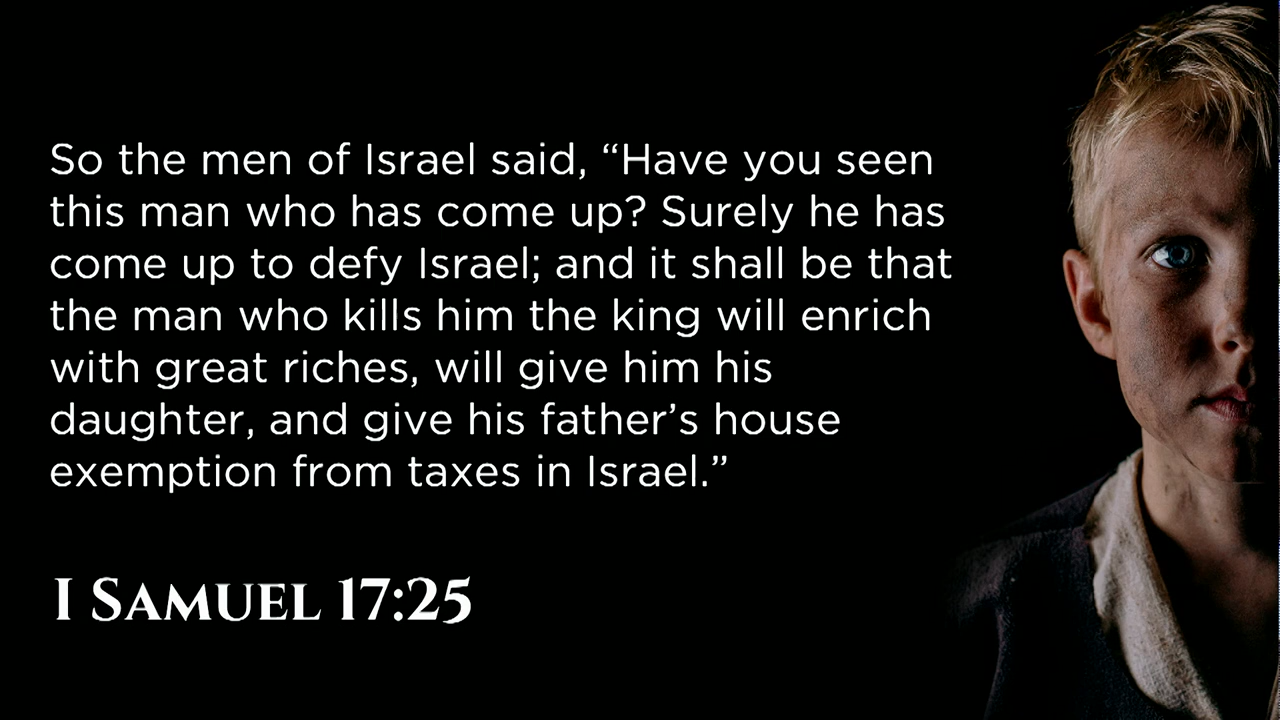 So the men of Israel said, “Have you seen
this man who has come up? Surely he has
come up to defy Israel; and it shall be that
the man who kills him the king will enrich
with great riches, will give him his
daughter, and give his father’s house
exemption from taxes in Israel.”
I Samuel 17:25